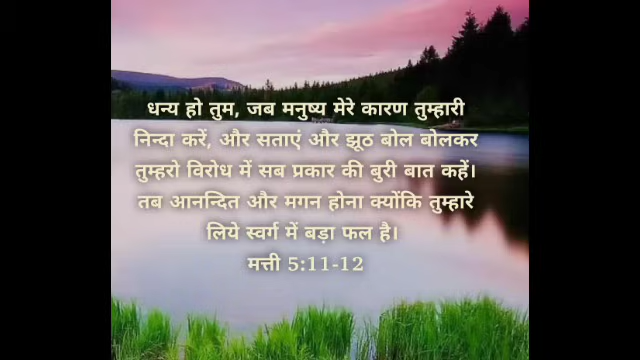 धन्य हो तुम, जब मनुष्य मेरे कारण तुम्हारी
निन्दा करें, और सताएं और झूठ बोल बोलकर
तुम्हरो विरोध में सब प्रकार की बुरी बात कहें।
तब आनन्दित और मगन होना क्योंकि तुम्हारे
लिये स्वर्ग में बड़ा फल है।
मत्ती 5:11-12